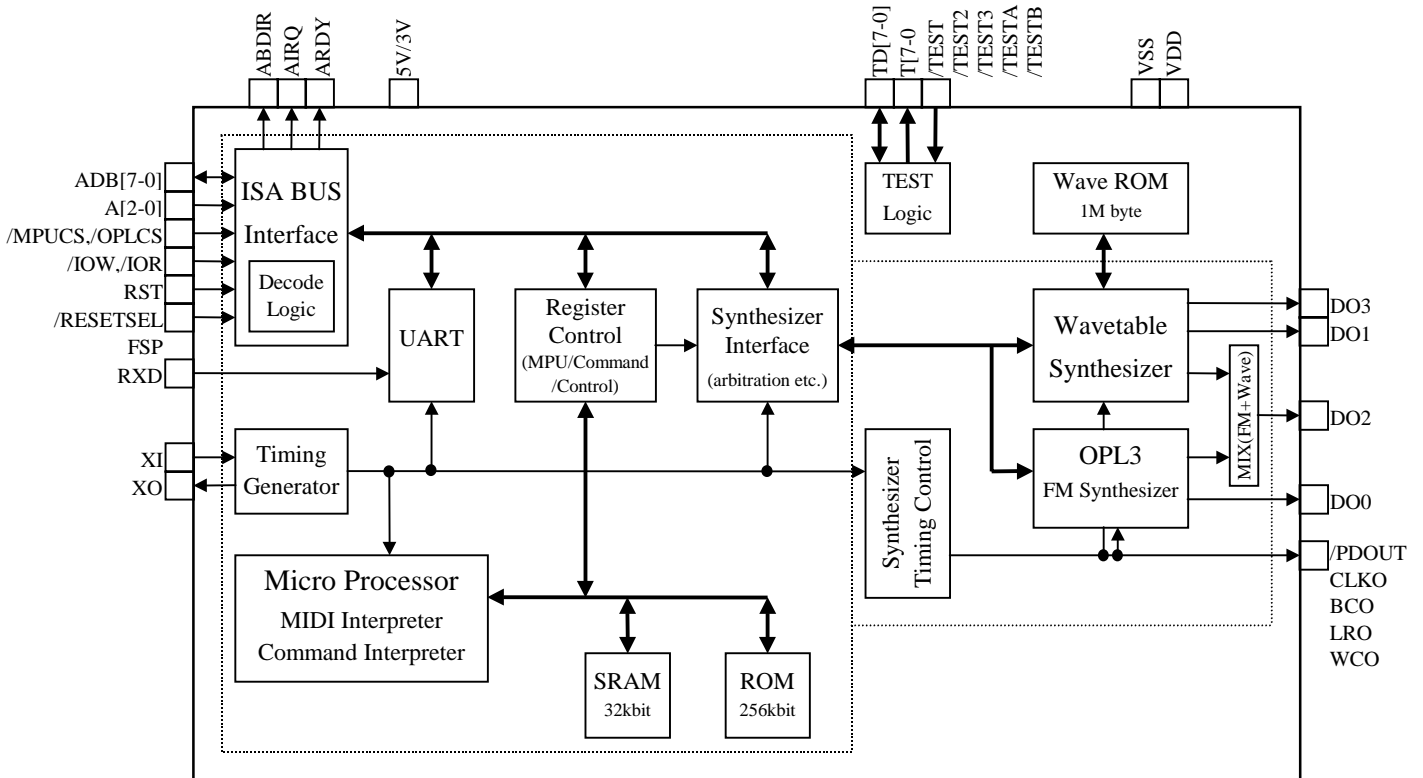 ABDIR
AIRQ
ARDY
5V/3V
TD[7-0]
T[7-0
/TEST
/TEST2
/TEST3
/TESTA
/TESTB
VSS
VDD
ADB[7-0]
A[2-0]
/MPUCS,/OPLCS
/IOW,/IOR
RST
/RESETSEL
FSP
RXD
XI
XO
ISA BUS
Interface
Decode
Logic
UART
Register
Control
(MPU/Command
/Control)
Synthesizer
Interface
(arbitration etc.)
TEST
Logic
Wave ROM
1M byte
Wavetable
Synthesizer
MIX(FM+Wave)
OPL3
FM Synthesizer
Timing
Generator
Synthesizer
Timing Control
Micro Processor
MIDI Interpreter
Command Interpreter
SRAM
32kbit
ROM
256kbit
DO3
DO1
DO2
DO0
/PDOUT
CLKO
BCO
LRO
WCO